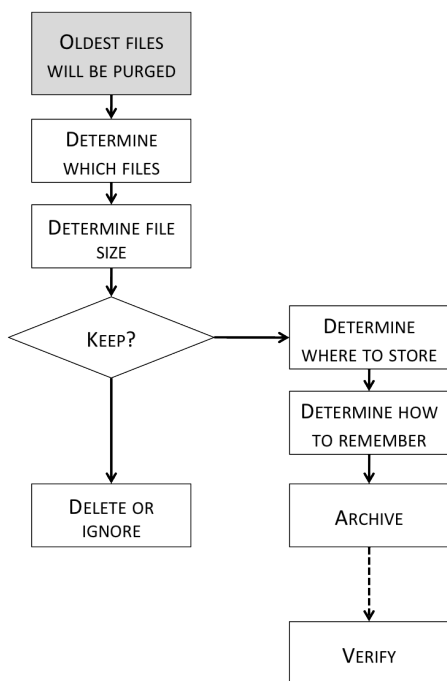 OLDEST FILES
WILL BE PURGED
DETERMINE
WHICH FILES
DETERMINE FILE
SIZE
KEEP?
DETERMINE
WHERE TO STORE
DETERMINE HOW
TO REMEMBER
DELETE OR
IGNORE
ARCHIVE
VERIFY